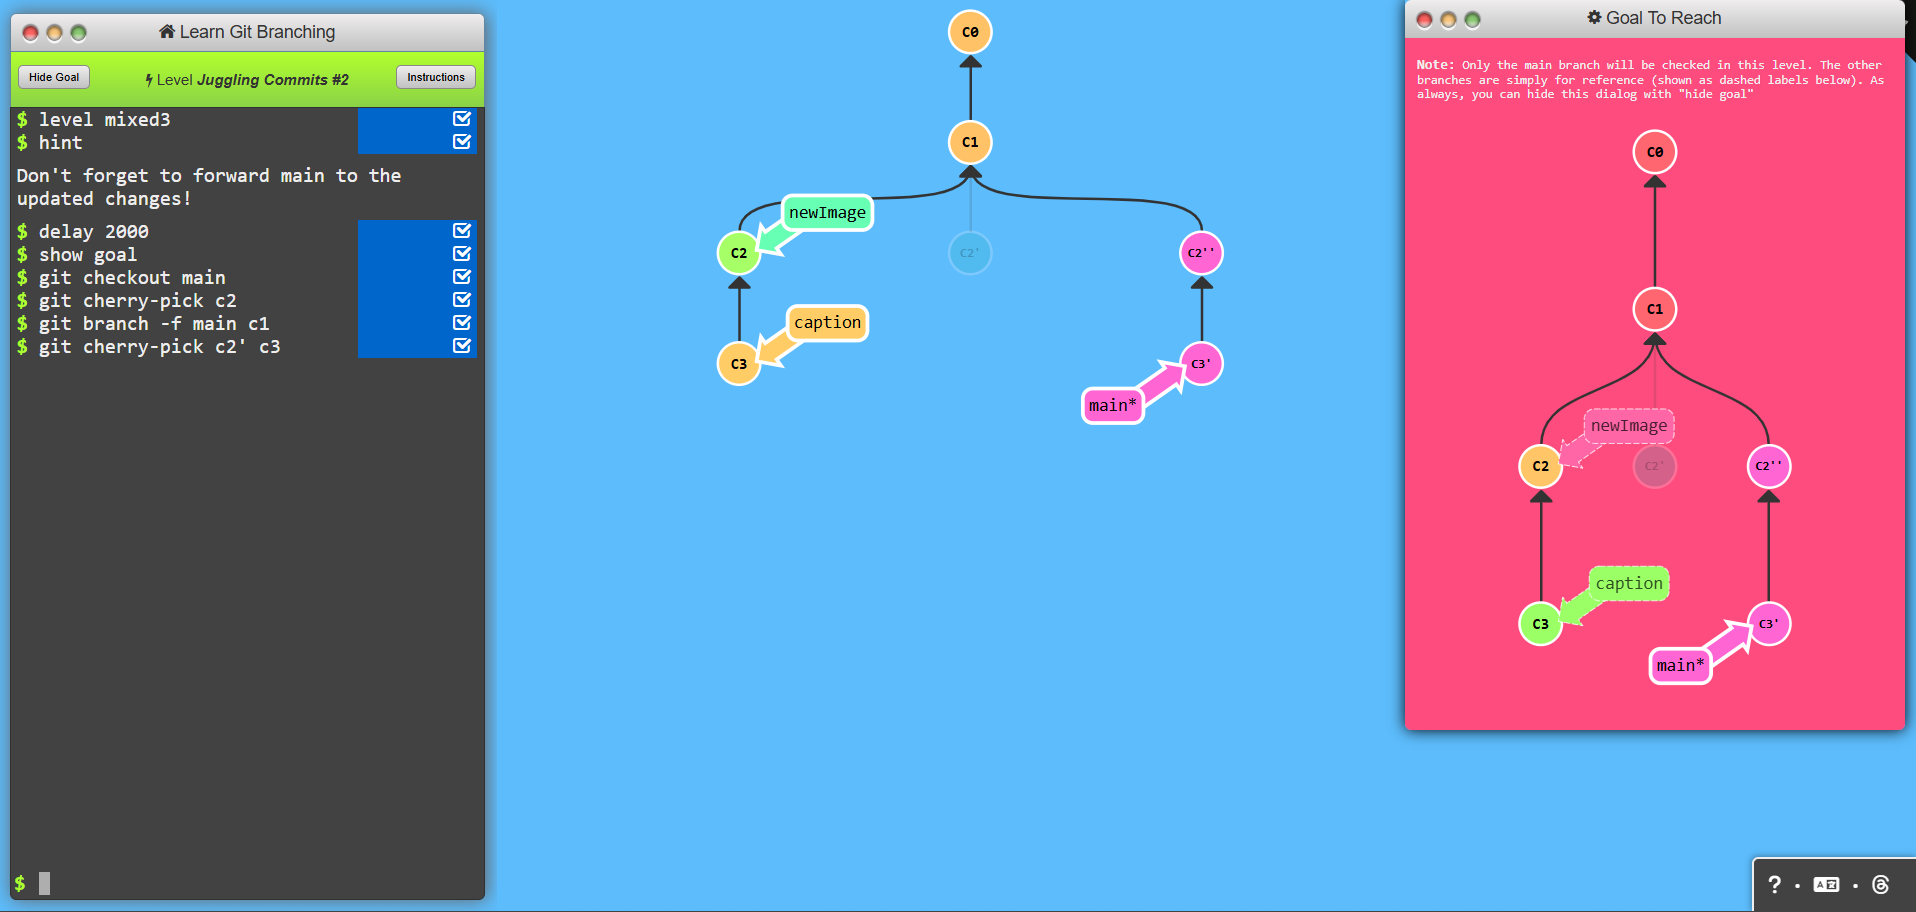 Learn Git Branching
Hide Goal
Level Juggling Commits #2
Instructions
$ level mixed3
$ hint
Don't forget to forward main to the
updated changes!
$ delay 2000
$ show goal
$ git checkout main
$ git cherry-pick c2
$ git branch -f main c1
$ git cherry-pick c2' c3
$
C0
C1
newImage
C2
C2'
C2''
caption
C3
C3'
main*
Goal To Reach
Note: Only the main branch will be checked in this level. The other
branches are simply for reference (shown as dashed labels below). As
always, you can hide this dialog with "hide goal"
C0
C1
newImage
C2
C2'
C2''
caption
C3
C3'
main*
? · A ·